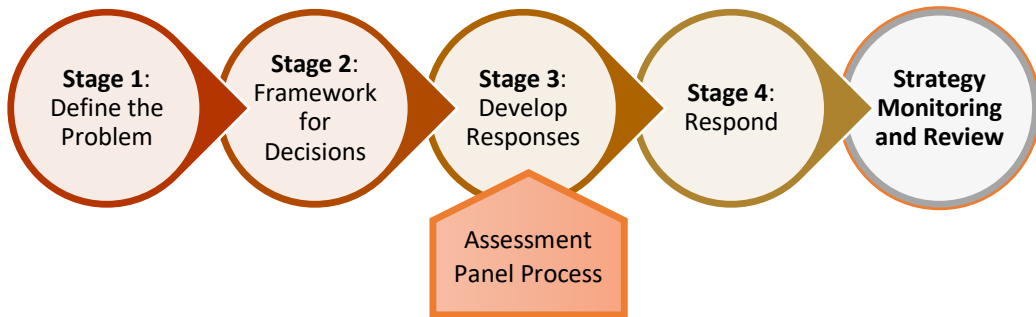 Stage 1:
Define the
Problem
Stage 2:
Framework
for
Decisions
Stage 3:
Develop
Responses
Stage 4:
Respond
Strategy
Monitoring
and Review
Assessment
Panel Process